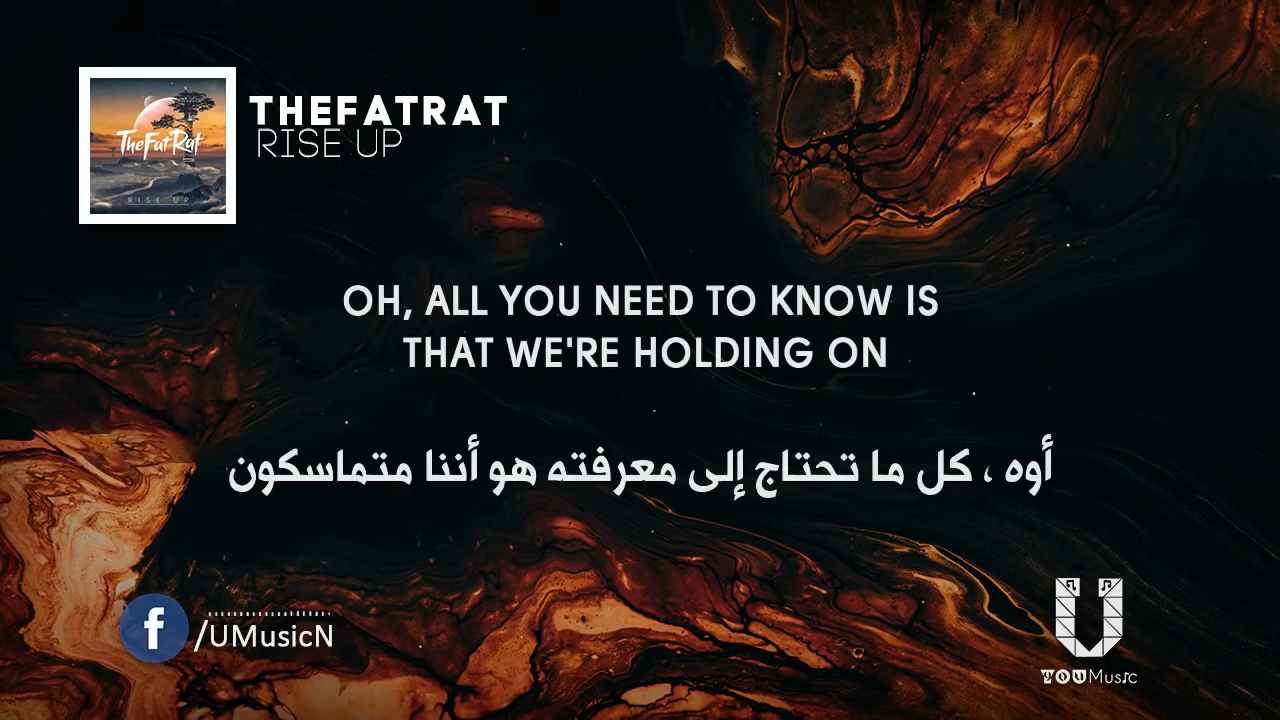 TheFatRat
RISE UP
THEFATRAT
RISE UP
OH, ALL YOU NEED TO KNOW IS
THAT WE'RE HOLDING ON
أوه ، كل ما تحتاج إلى معرفته هو أننا متماسكون
f /UMusicN
U
YOUMusic